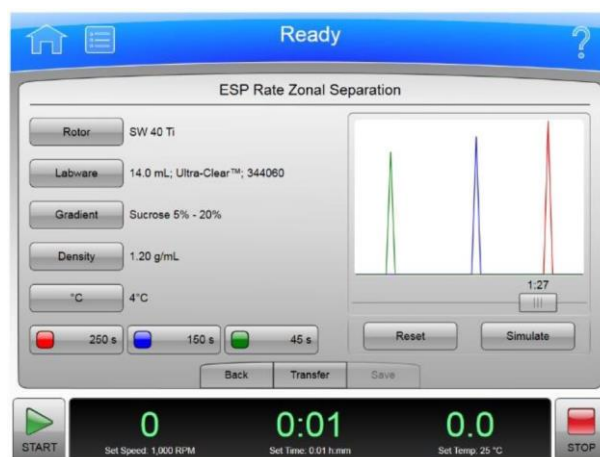 Ready
ESP Rate Zonal Separation
Rotor SW 40 Ti
Labware 14.0 mL; Ultra-Clear™; 344060
Gradient Sucrose 5% - 20%
Density 1.20 g/mL
°C 4°C
1:27
250 s 150 s 45 s
Reset Simulate
Back Transfer Save
START
0 0:01 0.0
Set Speed: 1,000 RPM Set Time: 0:01 h:mm Set Temp: 25 °C
STOP